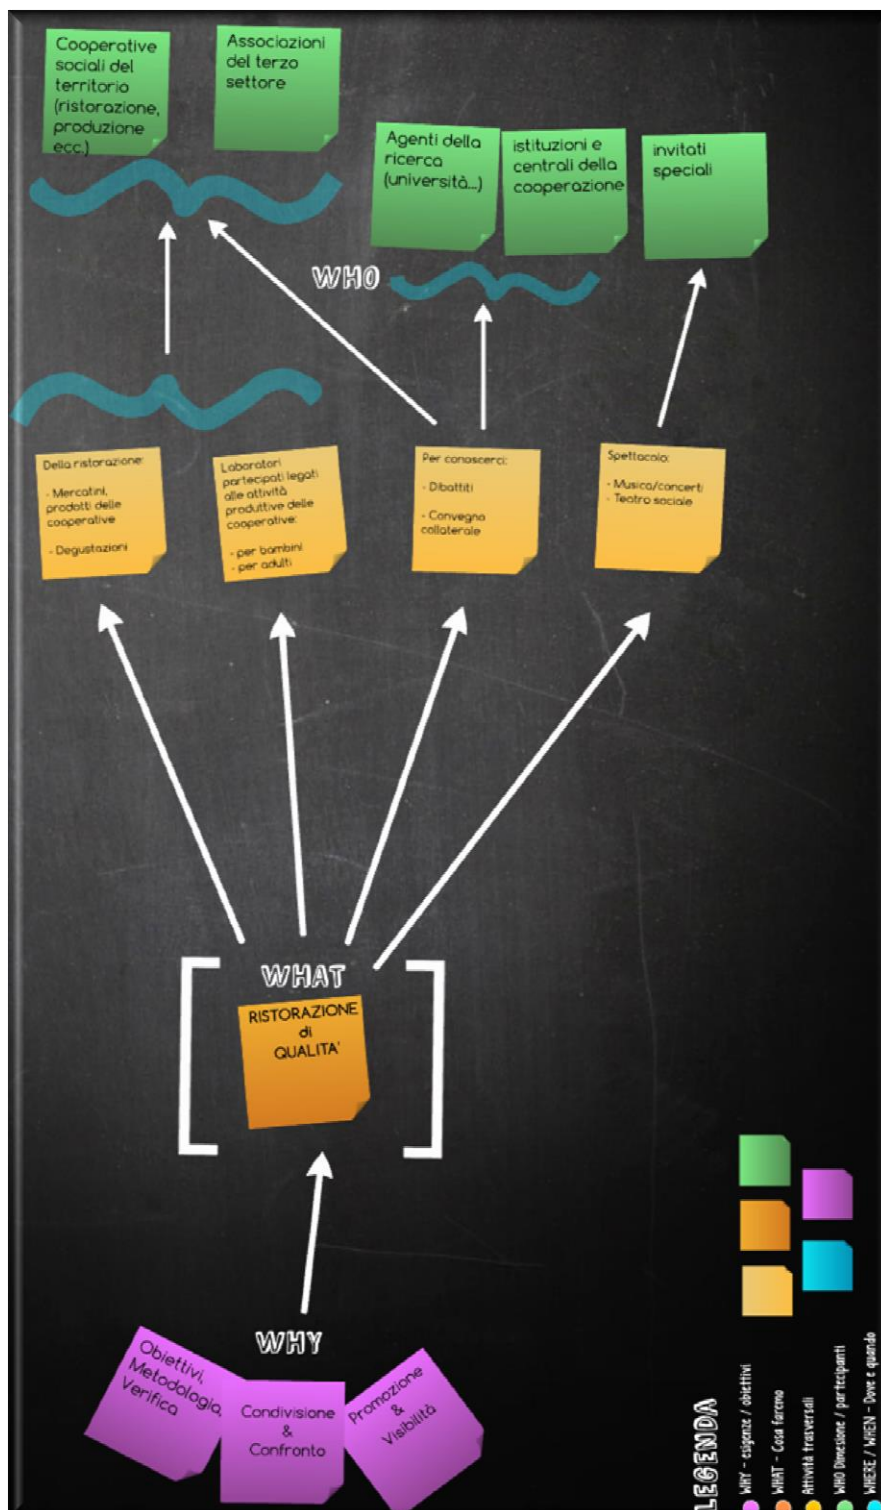 Cooperative
sociali del
territorio
(ristorazione,
produzione
ecc.)
Associazioni
del terzo
settore
Agenti della
ricerca
(università...)
istituzioni e
centrali della
cooperazione
invitati
speciali
WHO
Della ristorazione:
- Mercatini,
prodotti delle
cooperative
- Degustazioni
Laboratori
partecipati legati
alle attività
produttive delle
cooperative:
- per bambini
- per adulti
Per conoscerci:
- Dibattiti
- Convegno
collaterale
Spettacolo:
- Musica/concerti
- Teatro sociale
WHAT
RISTORAZIONE
di
QUALITA'
WHY
Obiettivi,
Metodologia,
Verifica
Condivisione
&
Confronto
Promozione
&
Visibilità
LEGENDA
WHY - esigenze / obiettivi
WHAT - Cosa faremo
Attività trasversali
WHO Dimesione / partecipanti
WHERE / WHEN - Dove e quando